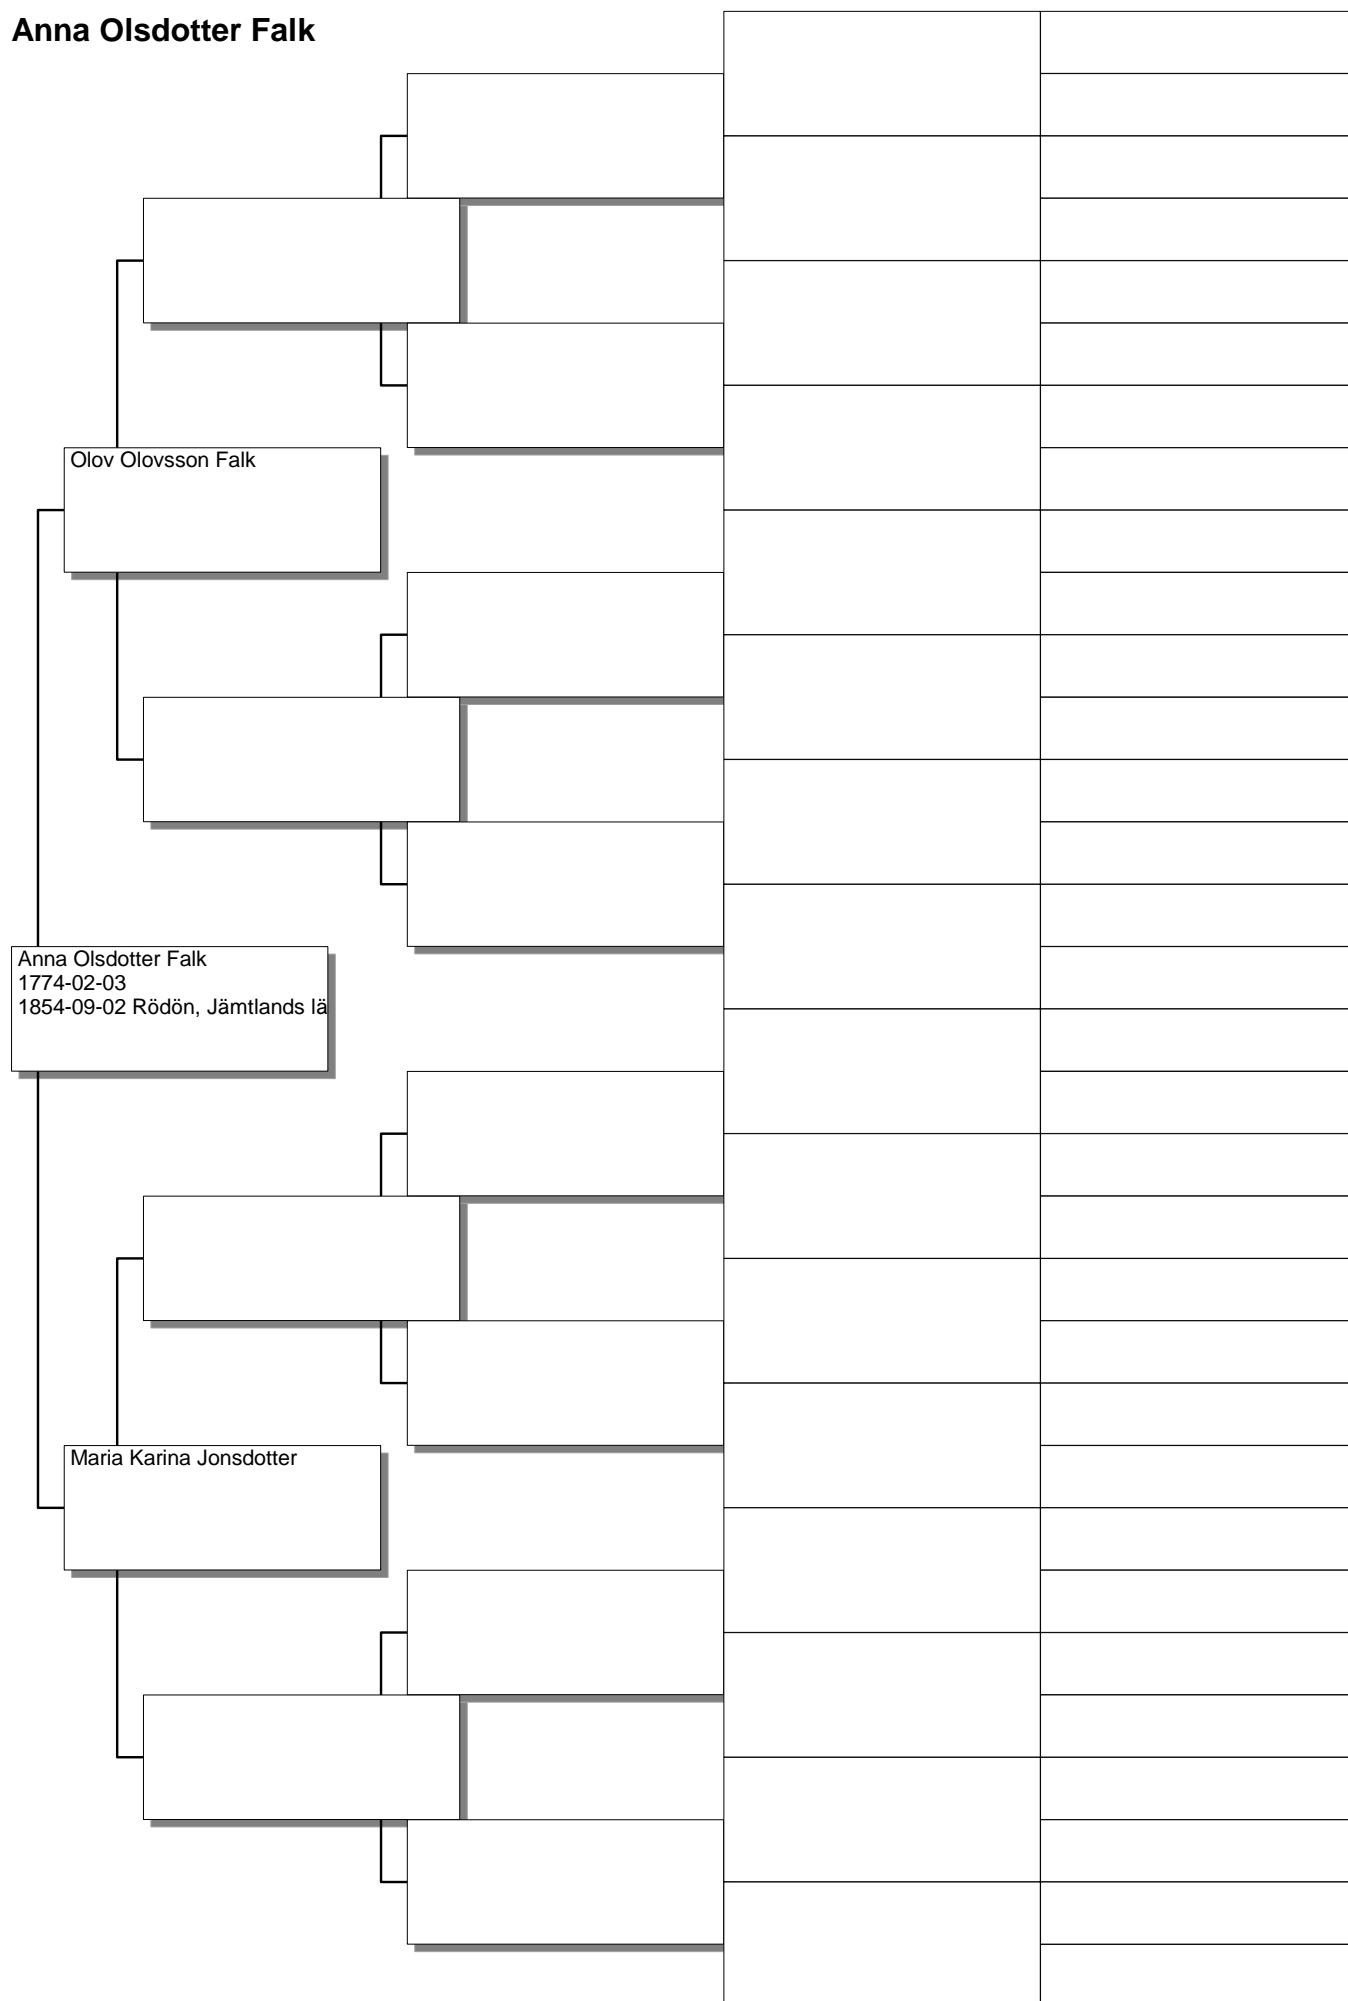 Anna Olsdotter Falk
Olov Olovsson Falk
Anna Olsdotter Falk
1774-02-03
1854-09-02 Rödön, Jämtlands lä
Maria Karina Jonsdotter